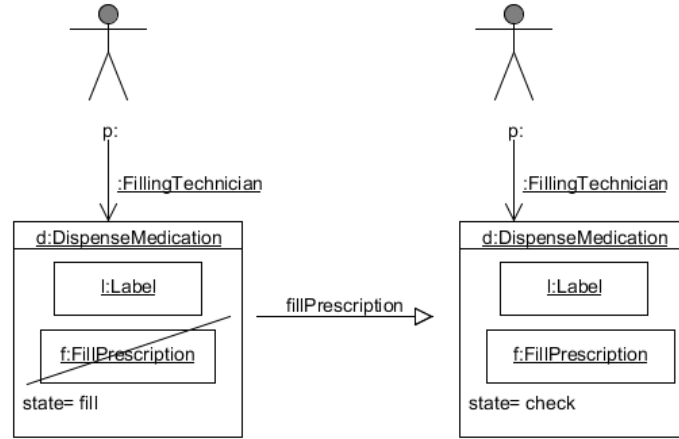 p:
:FillingTechnician
d:DispenseMedication
l:Label
f:FillPrescription
state= fill
fillPrescription
p:
:FillingTechnician
d:DispenseMedication
l:Label
f:FillPrescription
state= check